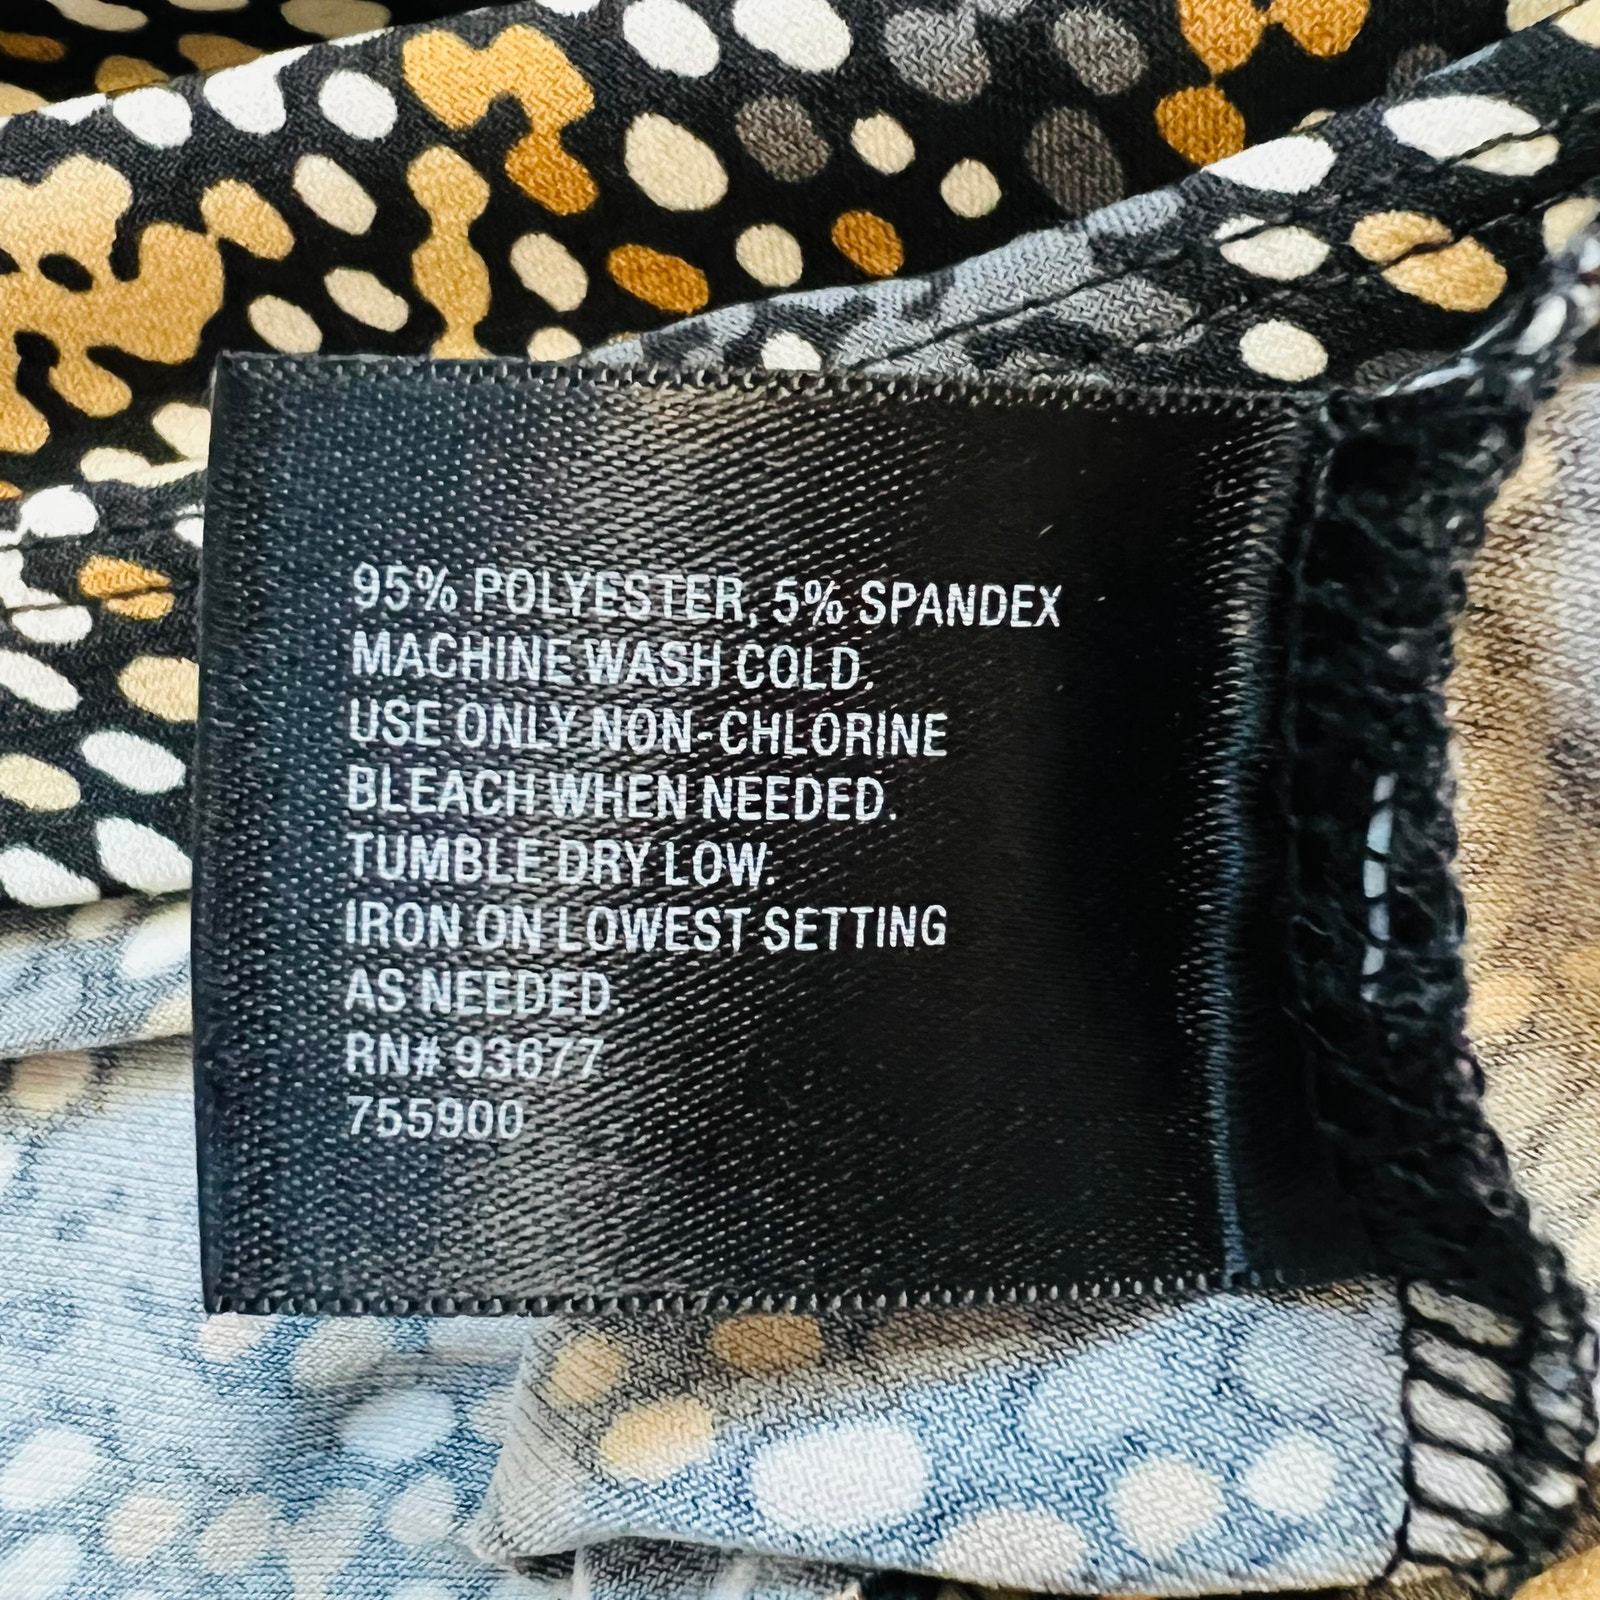 95% POLYESTER, 5% SPANDEX
MACHINE WASH COLD.
USE ONLY NON-CHLORINE
BLEACH WHEN NEEDED.
TUMBLE DRY LOW.
IRON ON LOWEST SETTING
AS NEEDED.
RN# 93677
755900